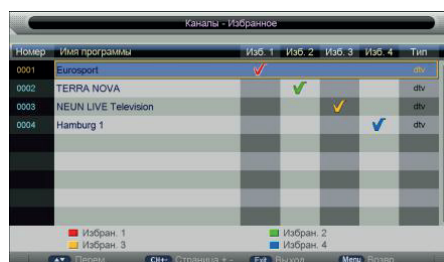 Каналы - Избранное
Номер Имя программы Изб. 1 Изб. 2 Изб. 3 Изб. 4 Тип
0001 Eurosport dtv
0002 TERRA NOVA dtv
0003 NEUN LIVE Television dtv
0004 Hamburg 1 dtv
Избран. 1 Избран. 2
Избран. 3 Избран. 4
Перем. CH+- Страница + - Exit Выход Menu Возвр.